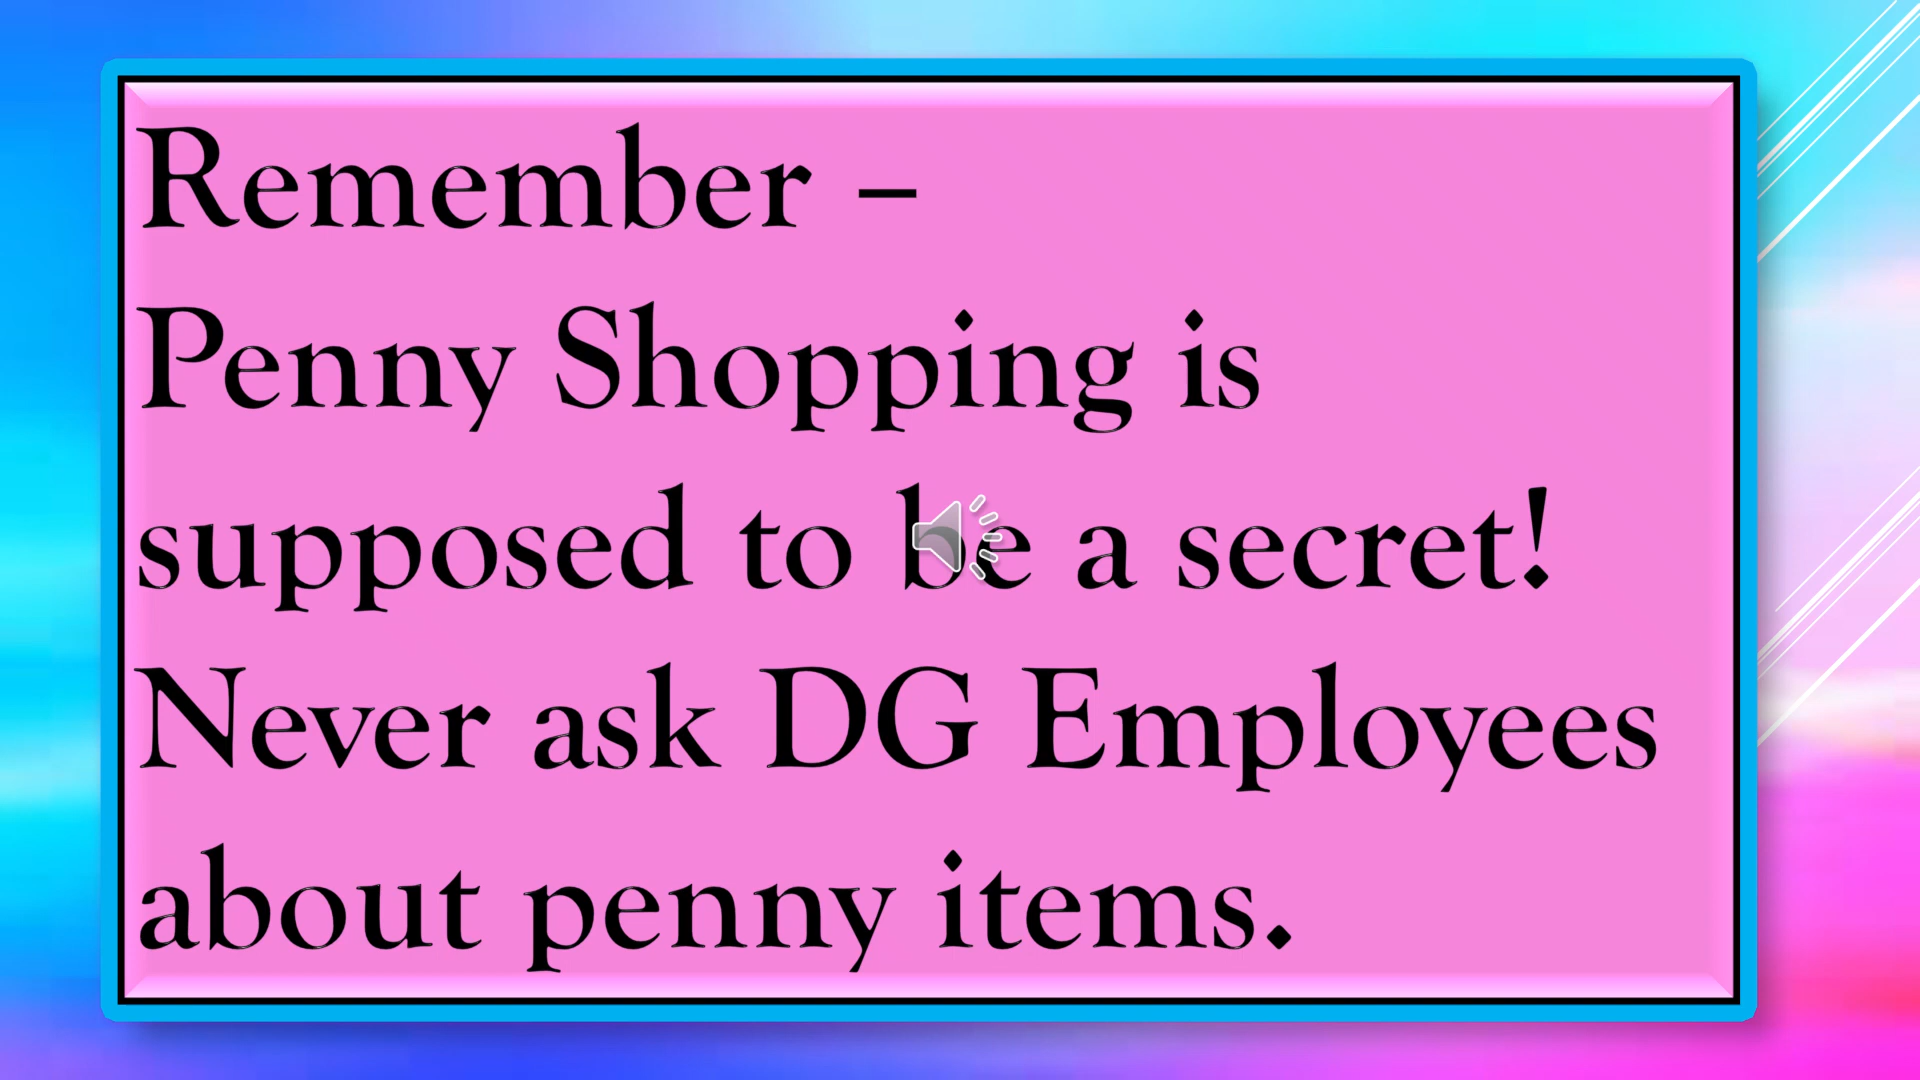 Remember –
Penny Shopping is
supposed to be a secret!
Never ask DG Employees
about penny items.